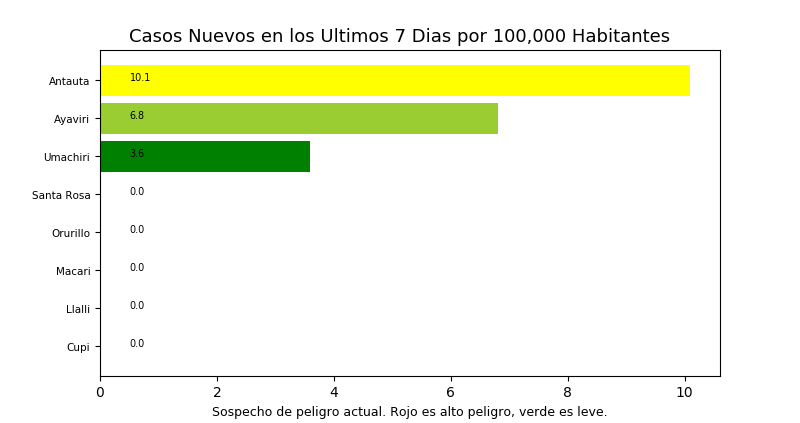 Casos Nuevos en los Ultimos 7 Dias por 100,000 Habitantes
Antauta 10.1
Ayaviri 6.8
Umachiri 3.6
Santa Rosa 0.0
Orurillo 0.0
Macari 0.0
Llalli 0.0
Cupi 0.0
0 2 4 6 8 10
Sospecho de peligro actual. Rojo es alto peligro, verde es leve.